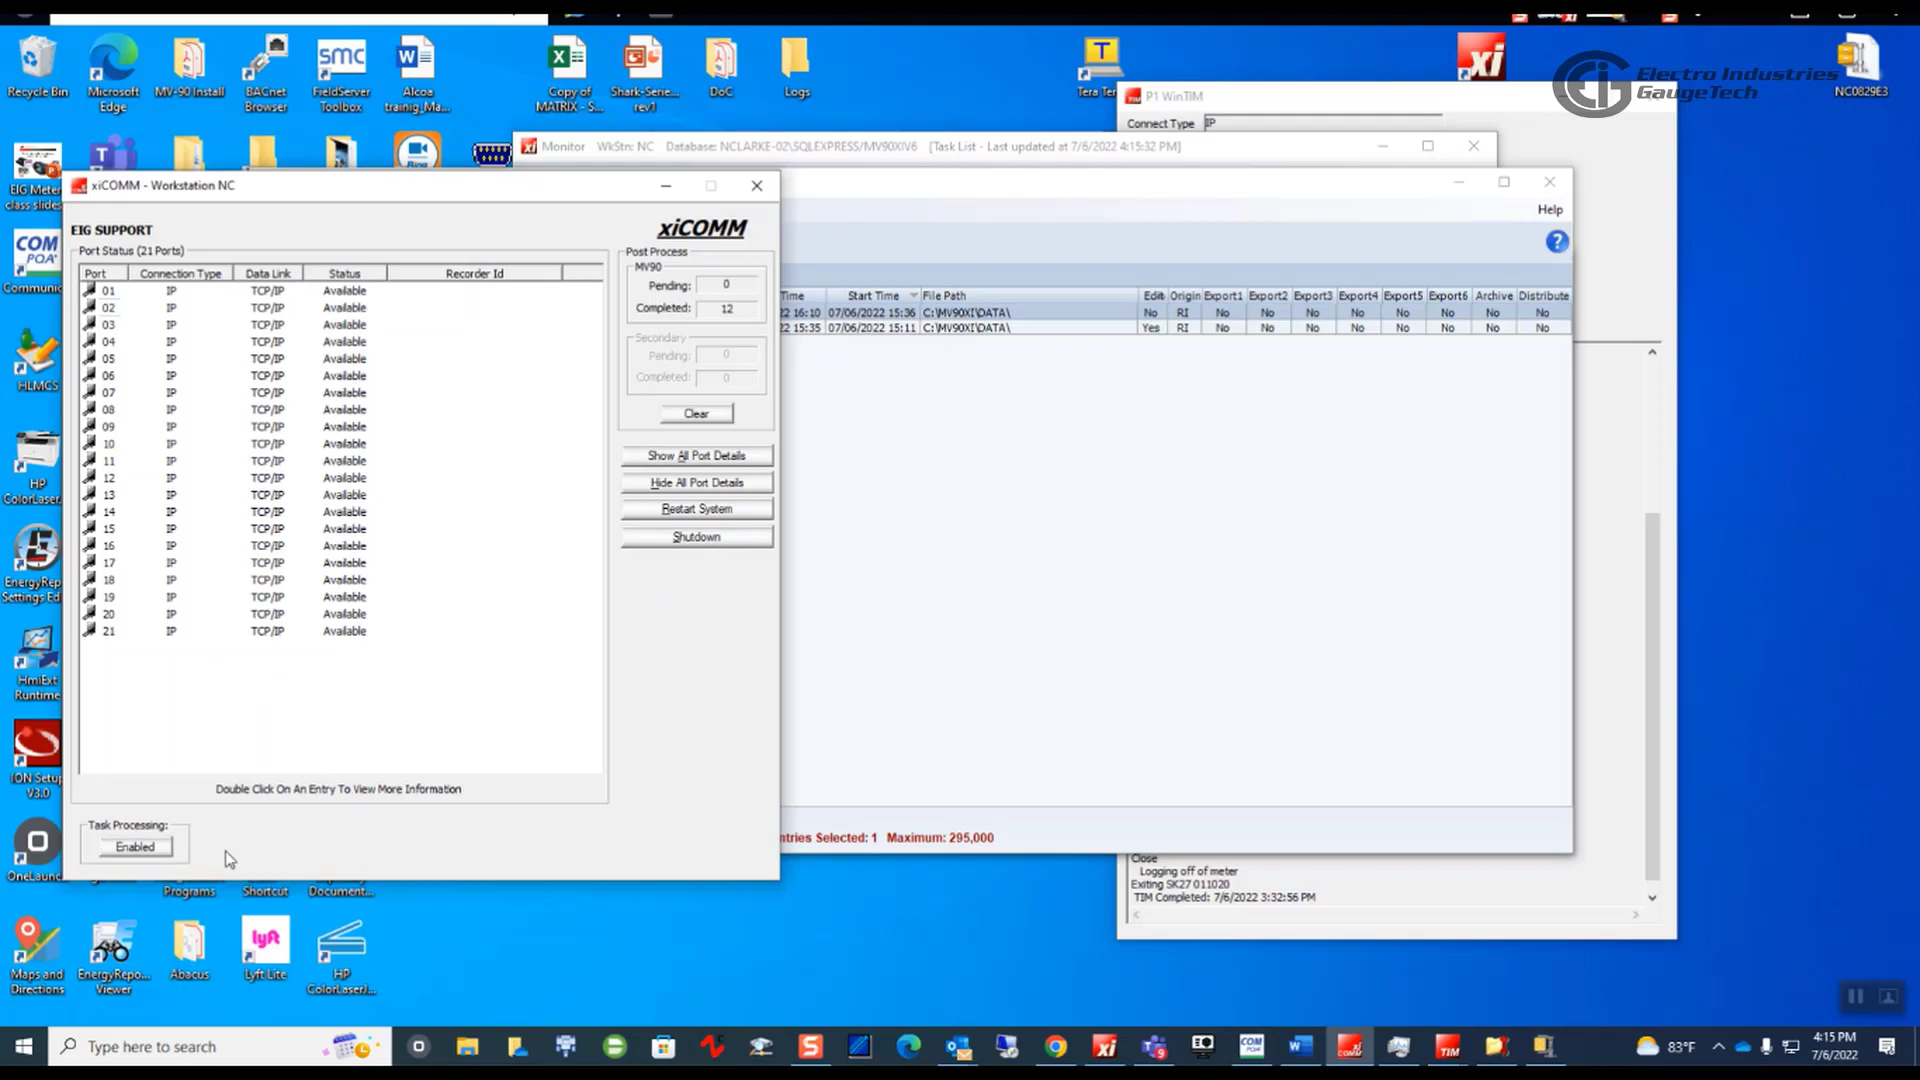 Recycle Bin
Microsoft Edge
MV-90 Install
BACnet Browser
smc
FieldServer Toolbox
Alcoa trainig_Ma...
Copy of MATRIX - S...
Shark-Serie... rev1
DoC
Logs
T
Tera Ter
xi
EiG Electro Industries
GaugeTech
NC0829E3
TIM P1 WinTIM
Connect Type IP
xi Monitor WkStn: NC Database: NCLARKE-02\SQLEXPRESS/MV90XIV6 [Task List - Last updated at 7/6/2022 4:15:32 PM]
EIG Mete
class slides
COM PQA
Communic
HLMCS
HP ColorLaser.
EnergyRep
Settings Ed
HmiExt Runtime
ION Setu
V3.0
OneLaunc
xiCOMM - Workstation NC
EIG SUPPORT
xiCOMM
Port Status (21 Ports)
Port Connection Type Data Link Status Recorder Id
01 IP TCP/IP Available
02 IP TCP/IP Available
03 IP TCP/IP Available
04 IP TCP/IP Available
05 IP TCP/IP Available
06 IP TCP/IP Available
07 IP TCP/IP Available
08 IP TCP/IP Available
09 IP TCP/IP Available
10 IP TCP/IP Available
11 IP TCP/IP Available
12 IP TCP/IP Available
13 IP TCP/IP Available
14 IP TCP/IP Available
15 IP TCP/IP Available
16 IP TCP/IP Available
17 IP TCP/IP Available
18 IP TCP/IP Available
19 IP TCP/IP Available
20 IP TCP/IP Available
21 IP TCP/IP Available
Double Click On An Entry To View More Information
Post Process
MV90
Pending: 0
Completed: 12
Secondary
Pending: 0
Completed: 0
Clear
Show All Port Details
Hide All Port Details
Restart System
Shutdown
Task Processing:
Enabled
Help
?
Time Start Time File Path Edit Origin Export1 Export2 Export3 Export4 Export5 Export6 Archive Distribute
22 16:10 07/06/2022 15:36 C:\MV90XI\DATA\ No RI No No No No No No No No
22 15:35 07/06/2022 15:11 C:\MV90XI\DATA\ Yes RI No No No No No No No No
ntries Selected: 1 Maximum: 295,000
Close
Logging off of meter
Exiting SK27 011020
TIM Completed: 7/6/2022 3:32:56 PM
Programs
Shortcut
Document...
Maps and Directions
EnergyRepo... Viewer
Abacus
lyft
Lyft Lite
HP ColorLaserJ...
Type here to search
83°F
4:15 PM
7/6/2022